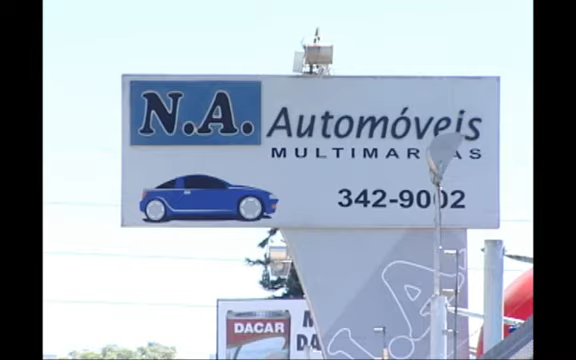 N.A. Automóveis
MULTIMARCAS
342-9002
N.A.
DACAR